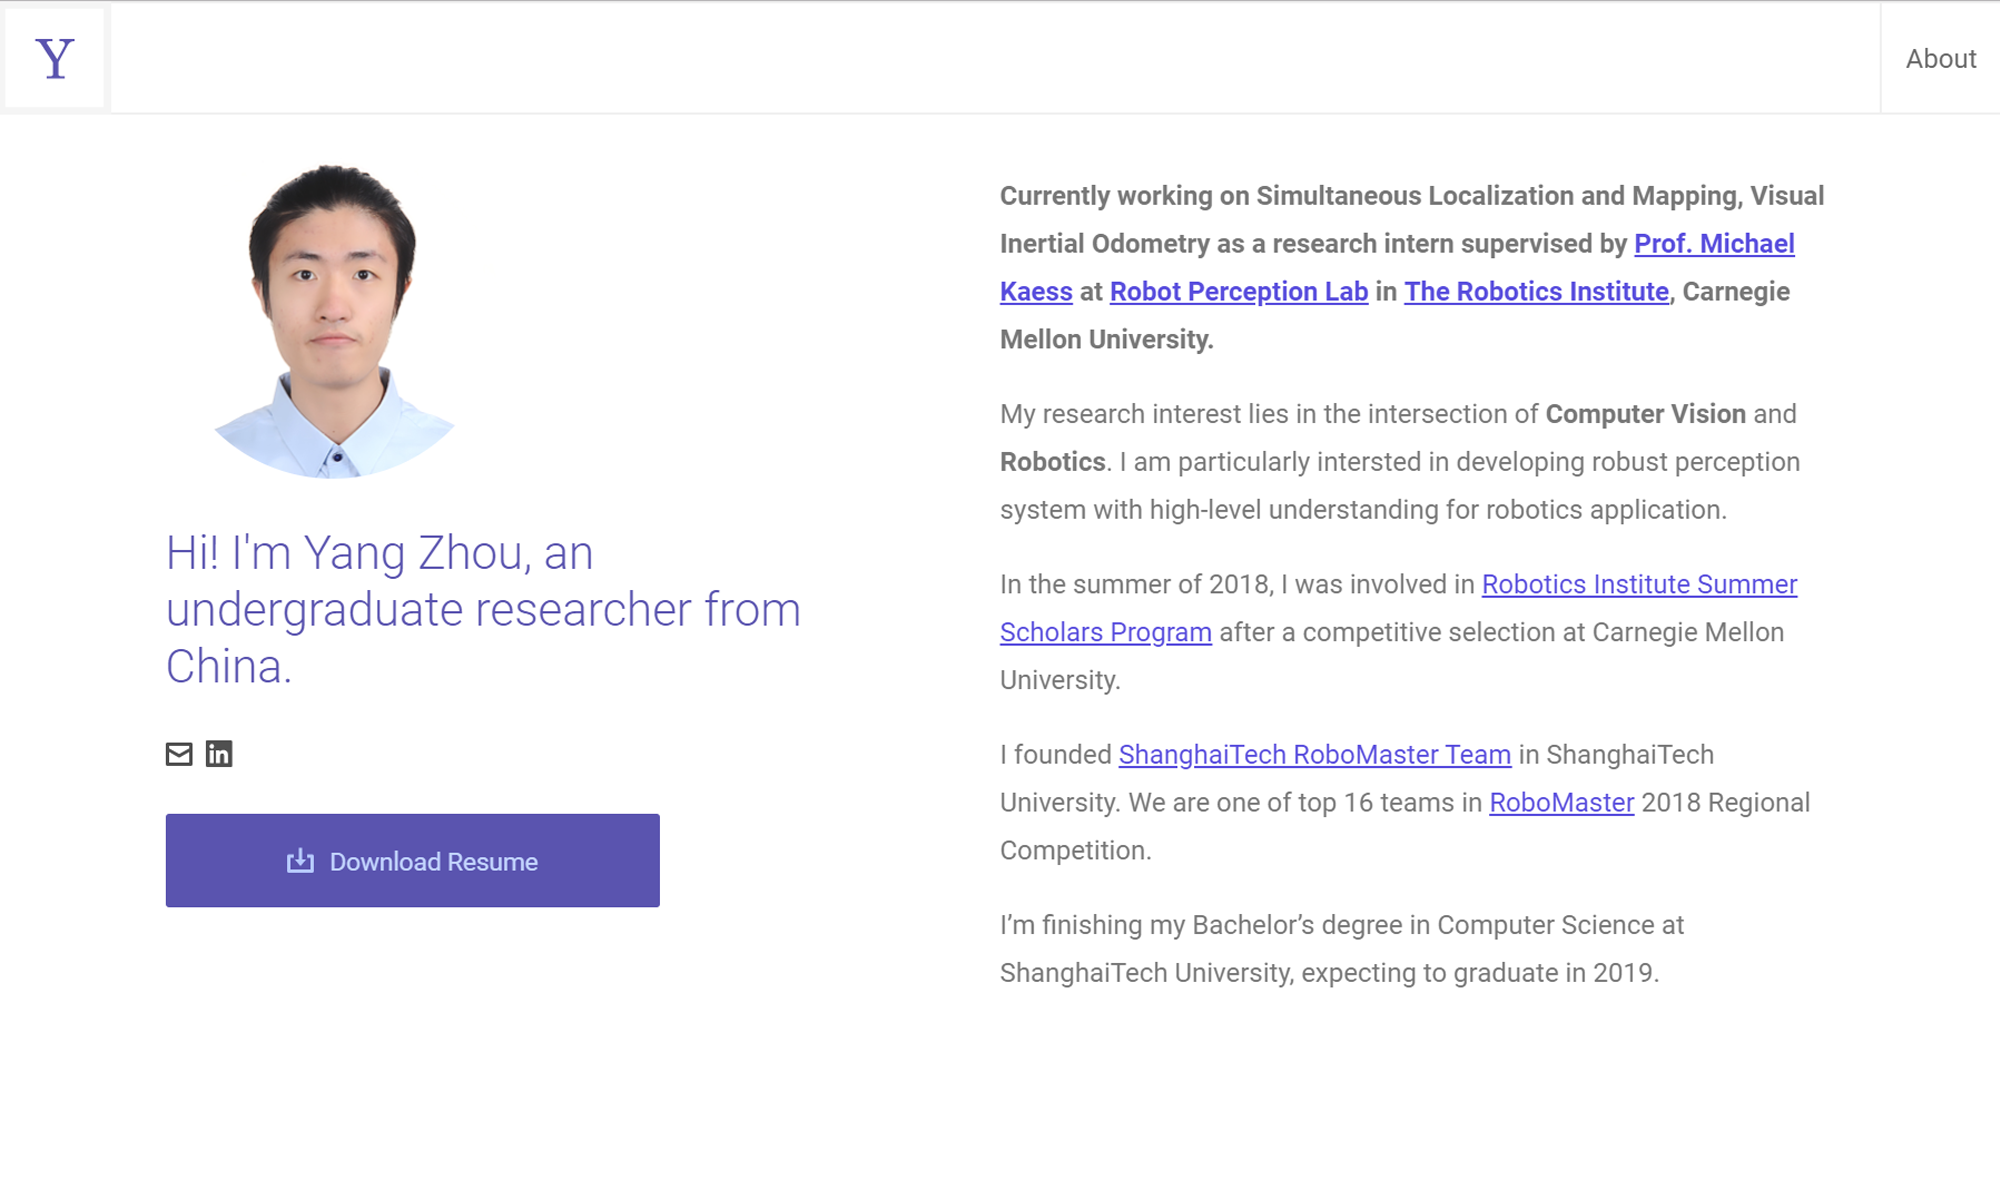 Y
About
Hi! I'm Yang Zhou, an
undergraduate researcher from
China.
in
Download Resume
Currently working on Simultaneous Localization and Mapping, Visual
Inertial Odometry as a research intern supervised by Prof. Michael
Kaess at Robot Perception Lab in The Robotics Institute, Carnegie
Mellon University.
My research interest lies in the intersection of Computer Vision and
Robotics. I am particularly intersted in developing robust perception
system with high-level understanding for robotics application.
In the summer of 2018, I was involved in Robotics Institute Summer
Scholars Program after a competitive selection at Carnegie Mellon
University.
I founded ShanghaiTech RoboMaster Team in ShanghaiTech
University. We are one of top 16 teams in RoboMaster 2018 Regional
Competition.
I’m finishing my Bachelor’s degree in Computer Science at
ShanghaiTech University, expecting to graduate in 2019.